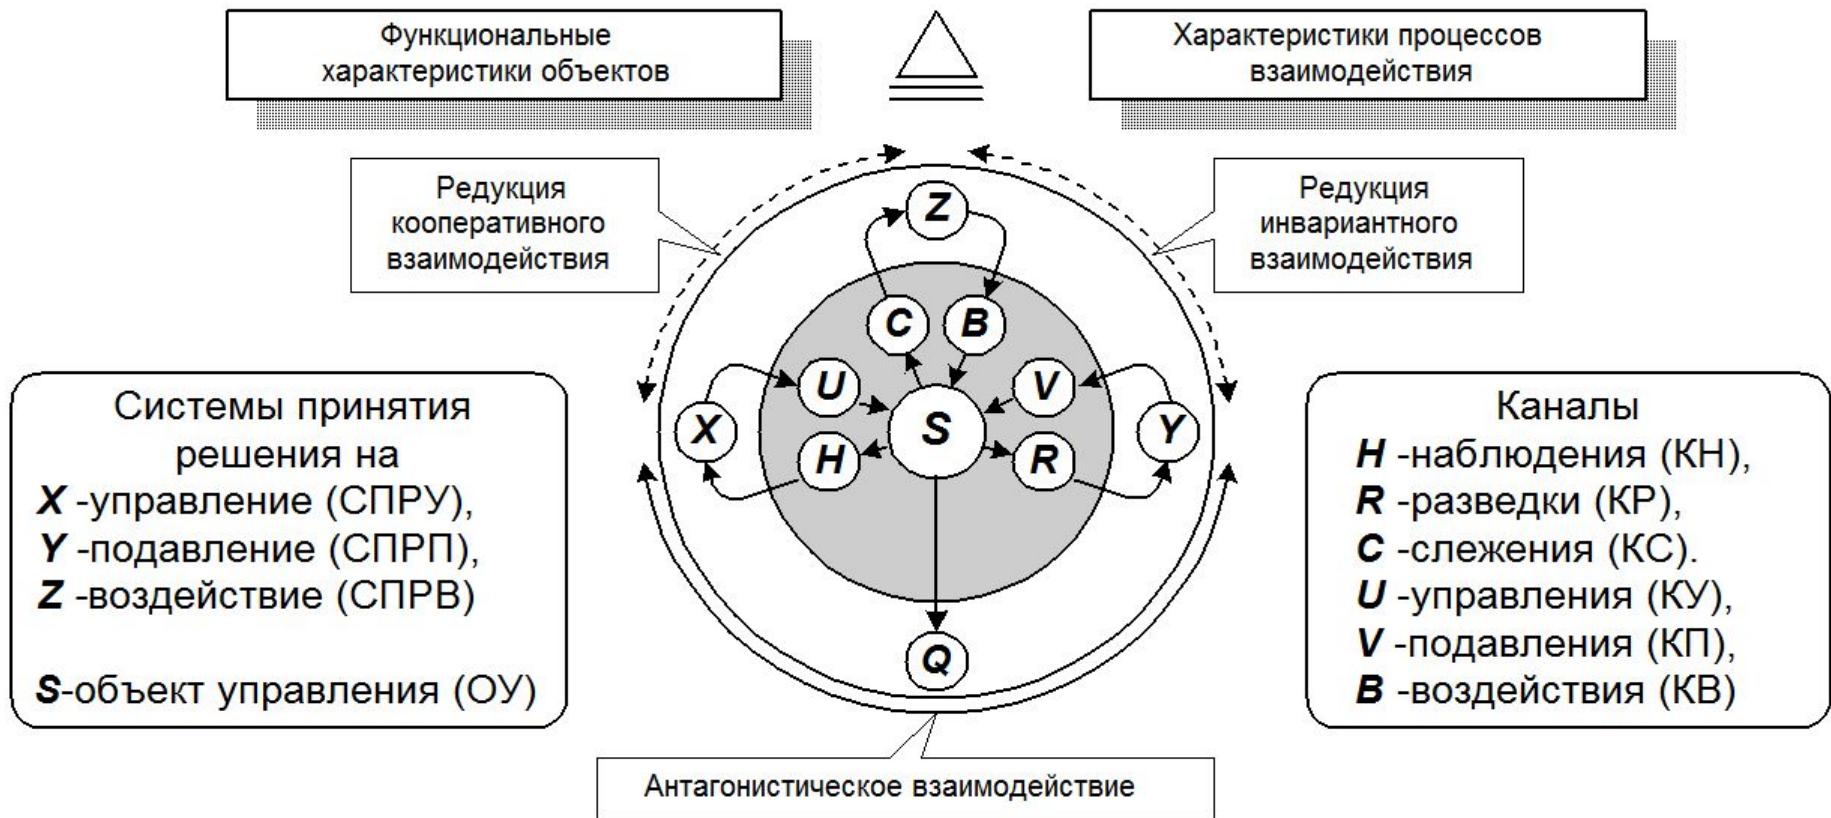 Функциональные
характеристики объектов
Характеристики процессов
взаимодействия
Редукция
кооперативного
взаимодействия
Редукция
инвариантного
взаимодействия
Z
C
B
U
V
X
S
Y
H
R
Q
Системы принятия
решения на
X -управление (СПРУ),
Y -подавление (СПРП),
Z -воздействие (СПРВ)
S-объект управления (ОУ)
Каналы
H -наблюдения (КН),
R -разведки (КР),
C -слежения (КС).
U -управления (КУ),
V -подавления (КП),
B -воздействия (КВ)
Антагонистическое взаимодействие